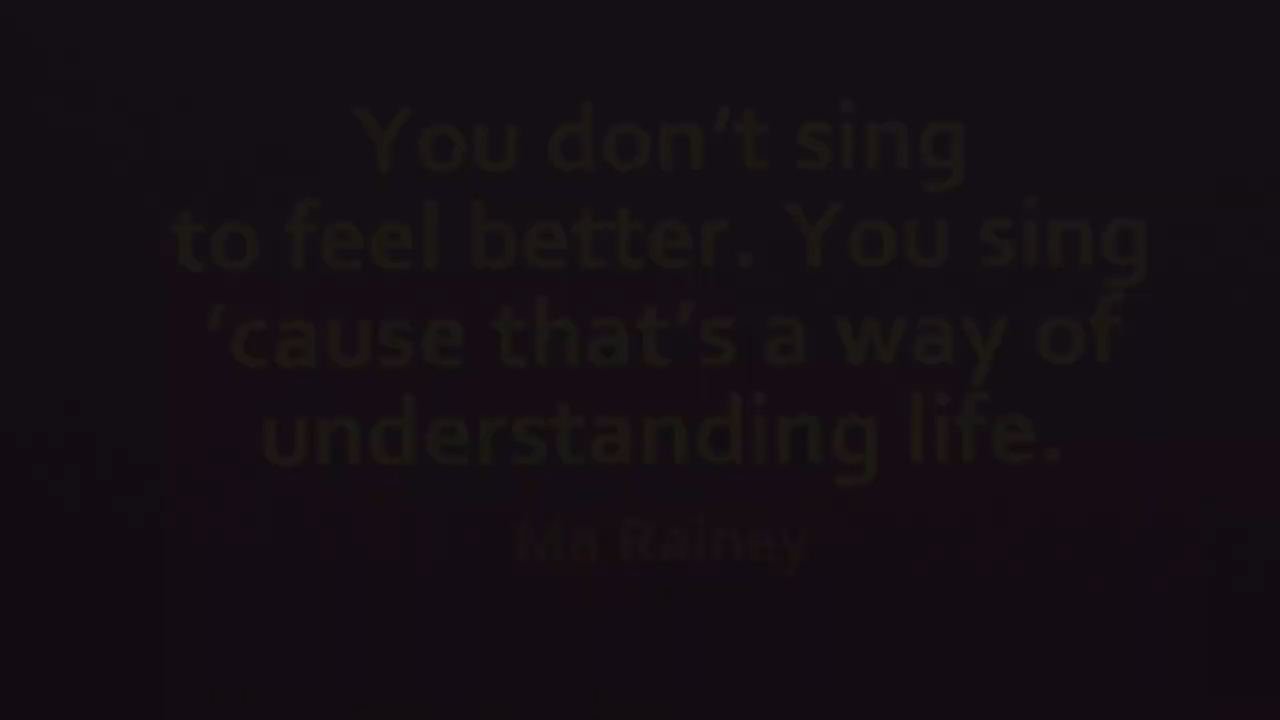 You don’t sing
to feel better. You sing
’cause that’s a way of
understanding life.
Ma Rainey